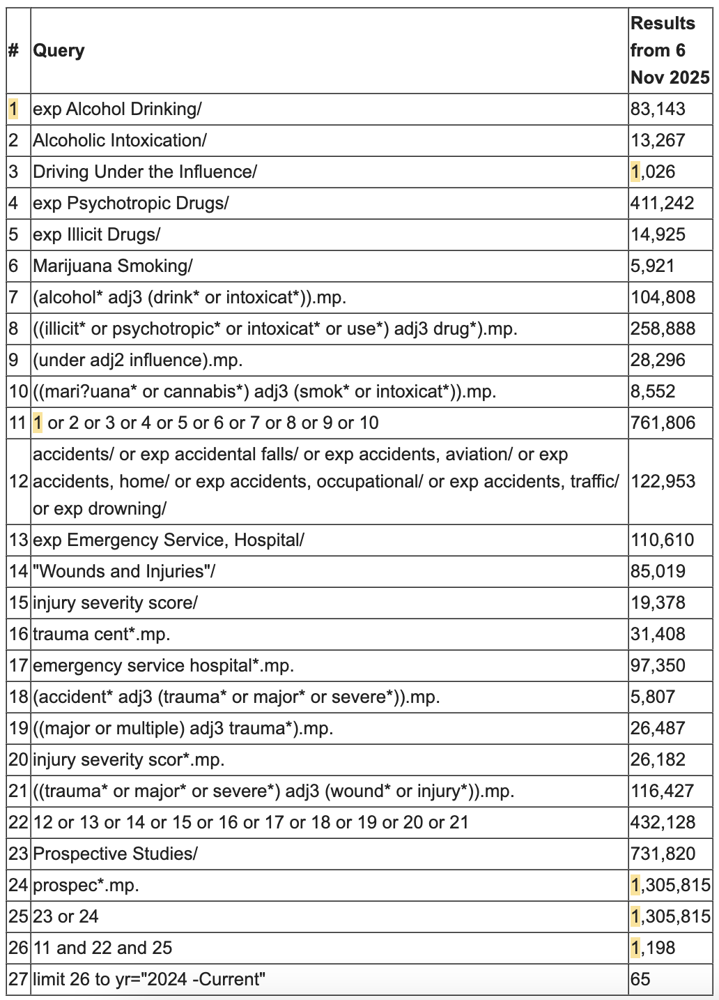 # Query Results from 6 Nov 2025
1 exp Alcohol Drinking/ 83,143
2 Alcoholic Intoxication/ 13,267
3 Driving Under the Influence/ 1,026
4 exp Psychotropic Drugs/ 411,242
5 exp Illicit Drugs/ 14,925
6 Marijuana Smoking/ 5,921
7 (alcohol* adj3 (drink* or intoxicat*)).mp. 104,808
8 ((illicit* or psychotropic* or intoxicat* or use*) adj3 drug*).mp. 258,888
9 (under adj2 influence).mp. 28,296
10 ((mari?uana* or cannabis*) adj3 (smok* or intoxicat*)).mp. 8,552
11 1 or 2 or 3 or 4 or 5 or 6 or 7 or 8 or 9 or 10 761,806
12 accidents/ or exp accidental falls/ or exp accidents, aviation/ or exp
accidents, home/ or exp accidents, occupational/ or exp accidents, traffic/
or exp drowning/ 122,953
13 exp Emergency Service, Hospital/ 110,610
14 "Wounds and Injuries"/ 85,019
15 injury severity score/ 19,378
16 trauma cent*.mp. 31,408
17 emergency service hospital*.mp. 97,350
18 (accident* adj3 (trauma* or major* or severe*)).mp. 5,807
19 ((major or multiple) adj3 trauma*).mp. 26,487
20 injury severity scor*.mp. 26,182
21 ((trauma* or major* or severe*) adj3 (wound* or injury*)).mp. 116,427
22 12 or 13 or 14 or 15 or 16 or 17 or 18 or 19 or 20 or 21 432,128
23 Prospective Studies/ 731,820
24 prospec*.mp. 1,305,815
25 23 or 24 1,305,815
26 11 and 22 and 25 1,198
27 limit 26 to yr="2024 -Current" 65